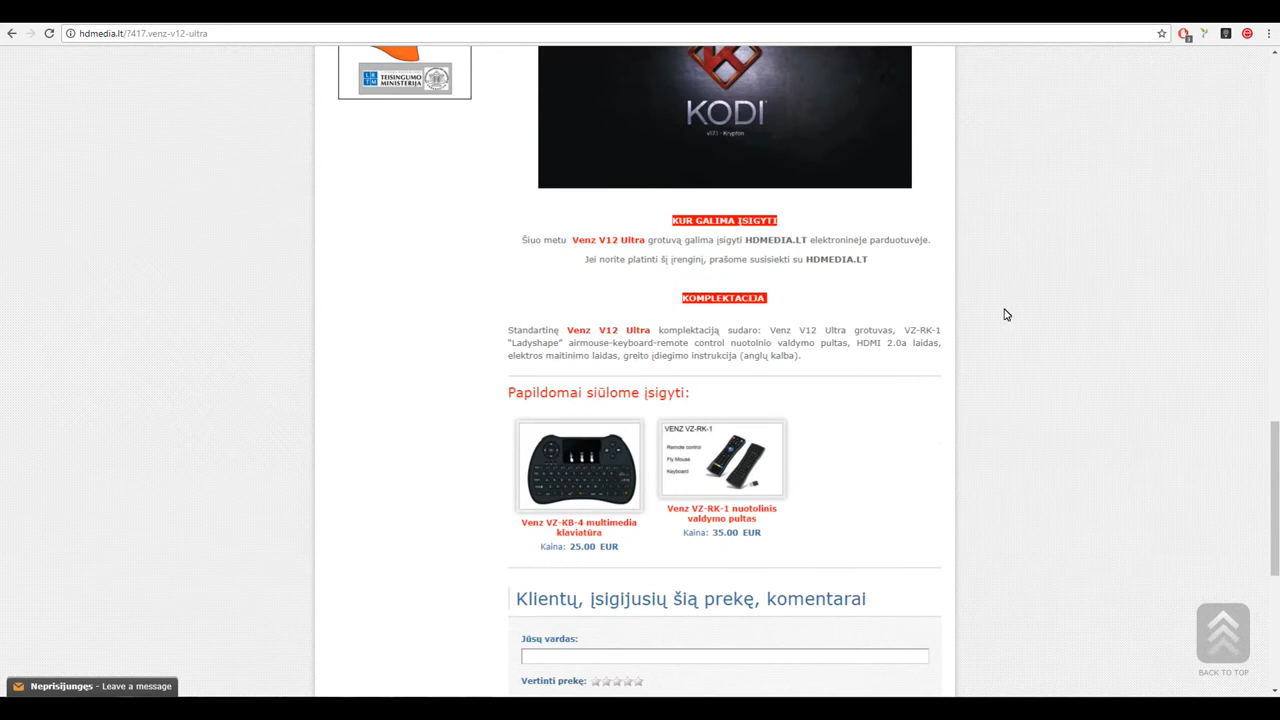 hdmedia.lt/?417.venz-v12-ultra
TEISINGUMO
MINISTERIJA
KODI
v17.1 - Krypton
KUR GALIMA ĮSIGYTI
Šiuo metu Venz V12 Ultra grotuvą galima įsigyti HDMEDIA.LT elektroninėje parduotuvėje.
Jei norite platinti šį įrenginį, prašome susisiekti su HDMEDIA.LT
KOMPLEKTACIJA
Standartinę Venz V12 Ultra komplektaciją sudaro: Venz V12 Ultra grotuvas, VZ-RK-1
"Ladyshape" airmouse-keyboard-remote control nuotolinio valdymo pultas, HDMI 2.0a laidas,
elektros maitinimo laidas, greito įdiegimo instrukcija (anglų kalba).
Papildomai siūlome įsigyti:
VENZ VZ-RK-1
Remote control
Fly Mouse
Keyboard
Venz VZ-KB-4 multimedia
klaviatūra
Kaina: 25.00 EUR
Venz VZ-RK-1 nuotolinis
valdymo pultas
Kaina: 35.00 EUR
Klientų, įsigijusių šią prekę, komentarai
Jūsų vardas:
Vertinti prekę:
BACK TO TOP
Neprisijungęs - Leave a message